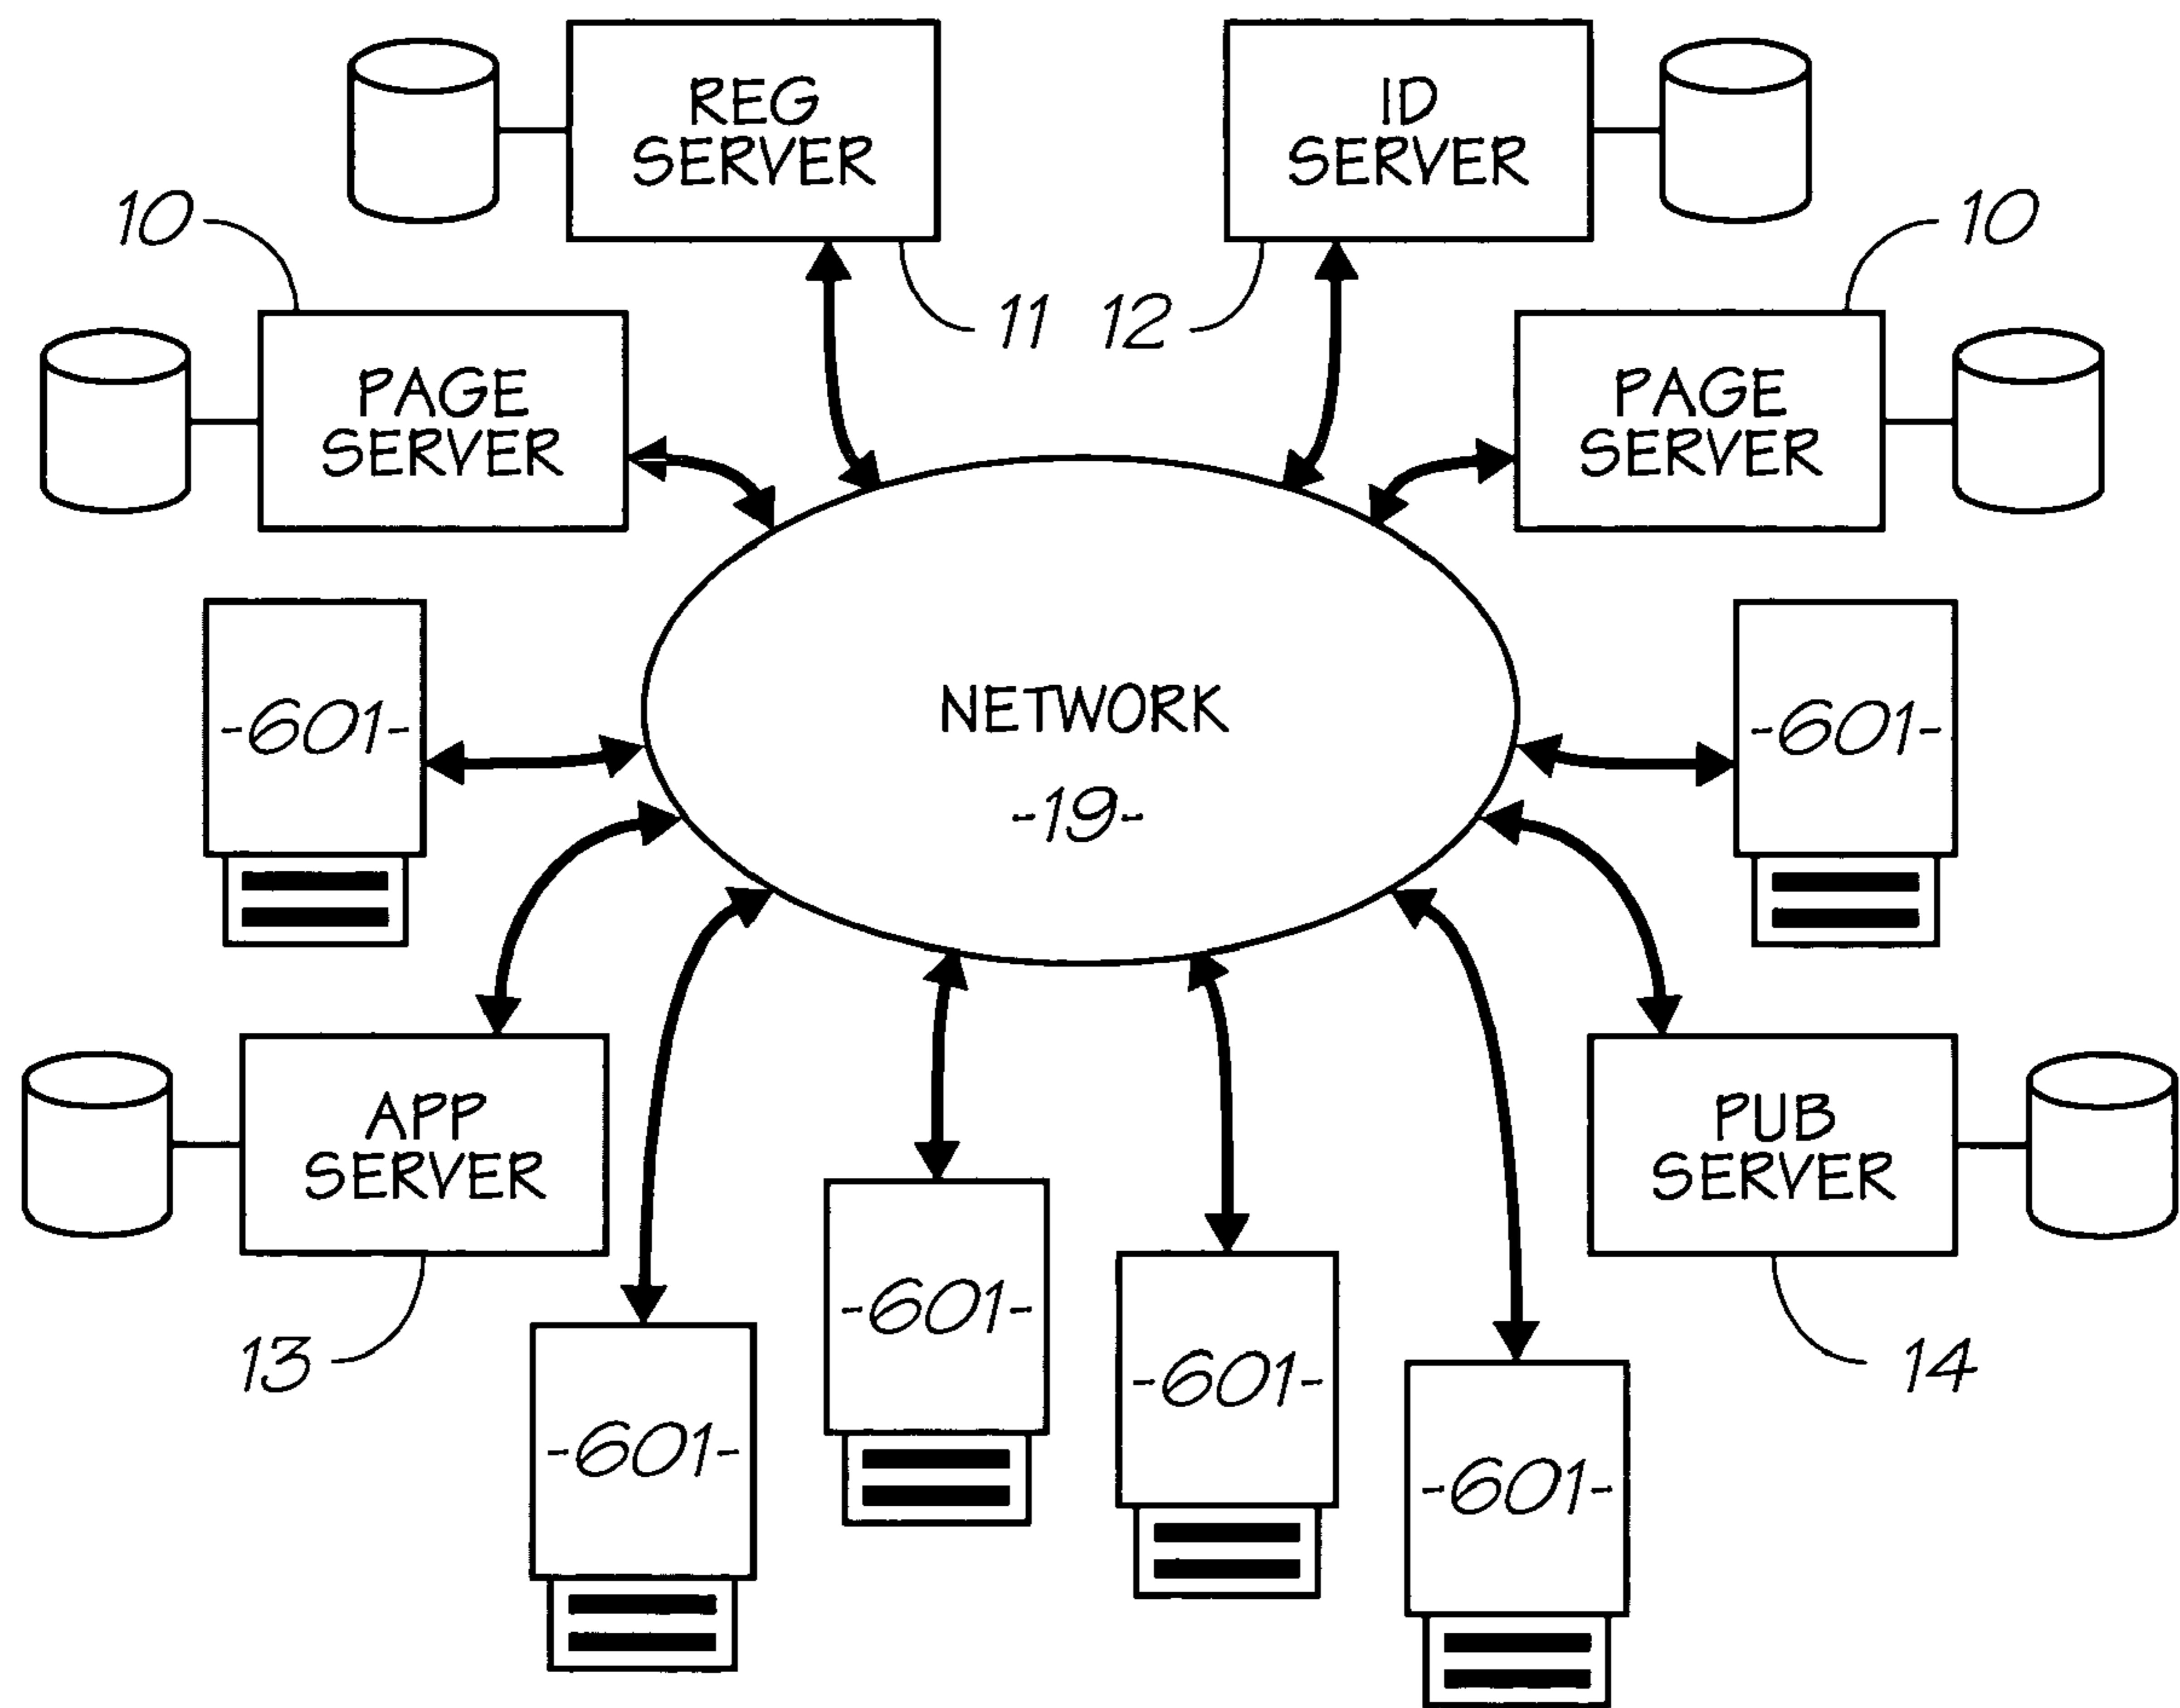 REG
SERVER
ID
SERVER
10
10
11
12
PAGE
SERVER
PAGE
SERVER
-601-
NETWORK
-19-
-601-
APP
SERVER
PUB
SERVER
13
-601-
-601-
-601-
-601-
14